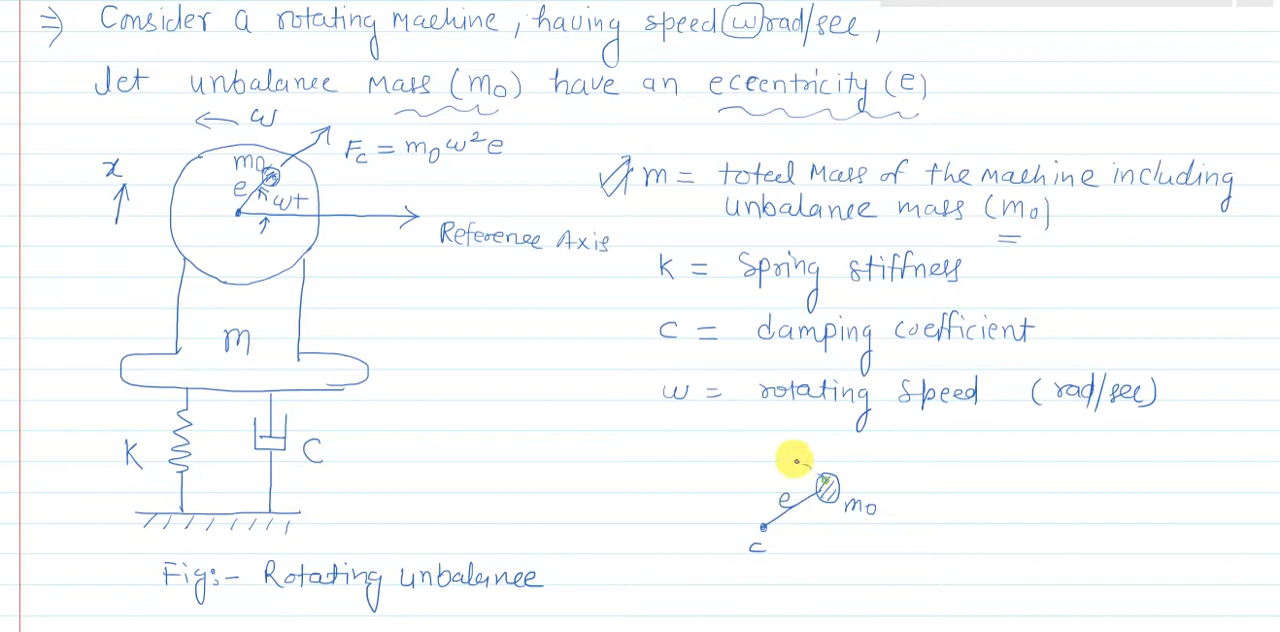 ⇒ Consider a rotating machine, having speed ω rad/sec,
Let unbalance mass (m₀) have an eccentricity (e)
← ω
F_c = m₀ω²e
x
m₀
e
ωt
Reference Axis
m = total mass of the machine including
unbalance mass (m₀)
K = Spring stiffness
C = damping coefficient
ω = rotating speed (rad/sec)
m
K
C
e
m₀
C
Fig:- Rotating unbalance